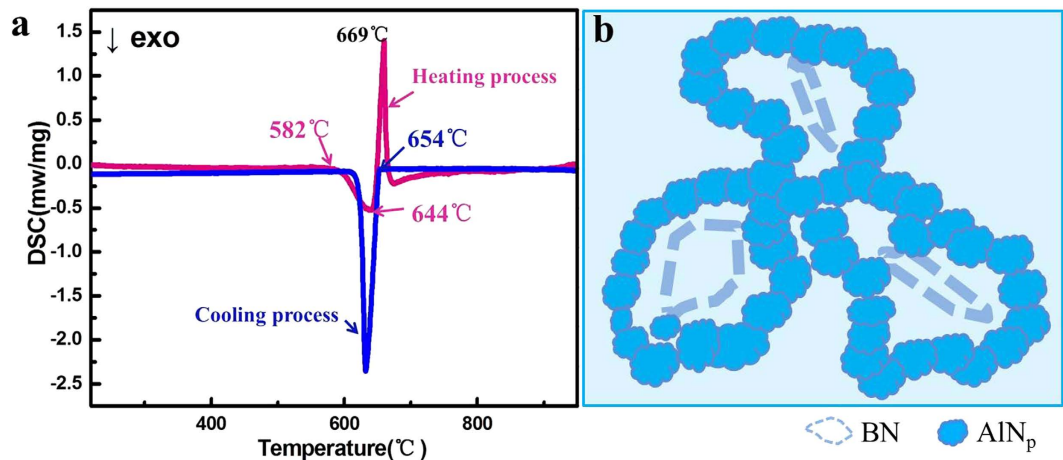 a
↓ exo
669℃
Heating process
582℃
654℃
644℃
Cooling process
DSC(mw/mg)
1.5
1.0
0.5
0.0
-0.5
-1.0
-1.5
-2.0
-2.5
400
600
800
Temperature(℃)
b
BN
AlNp